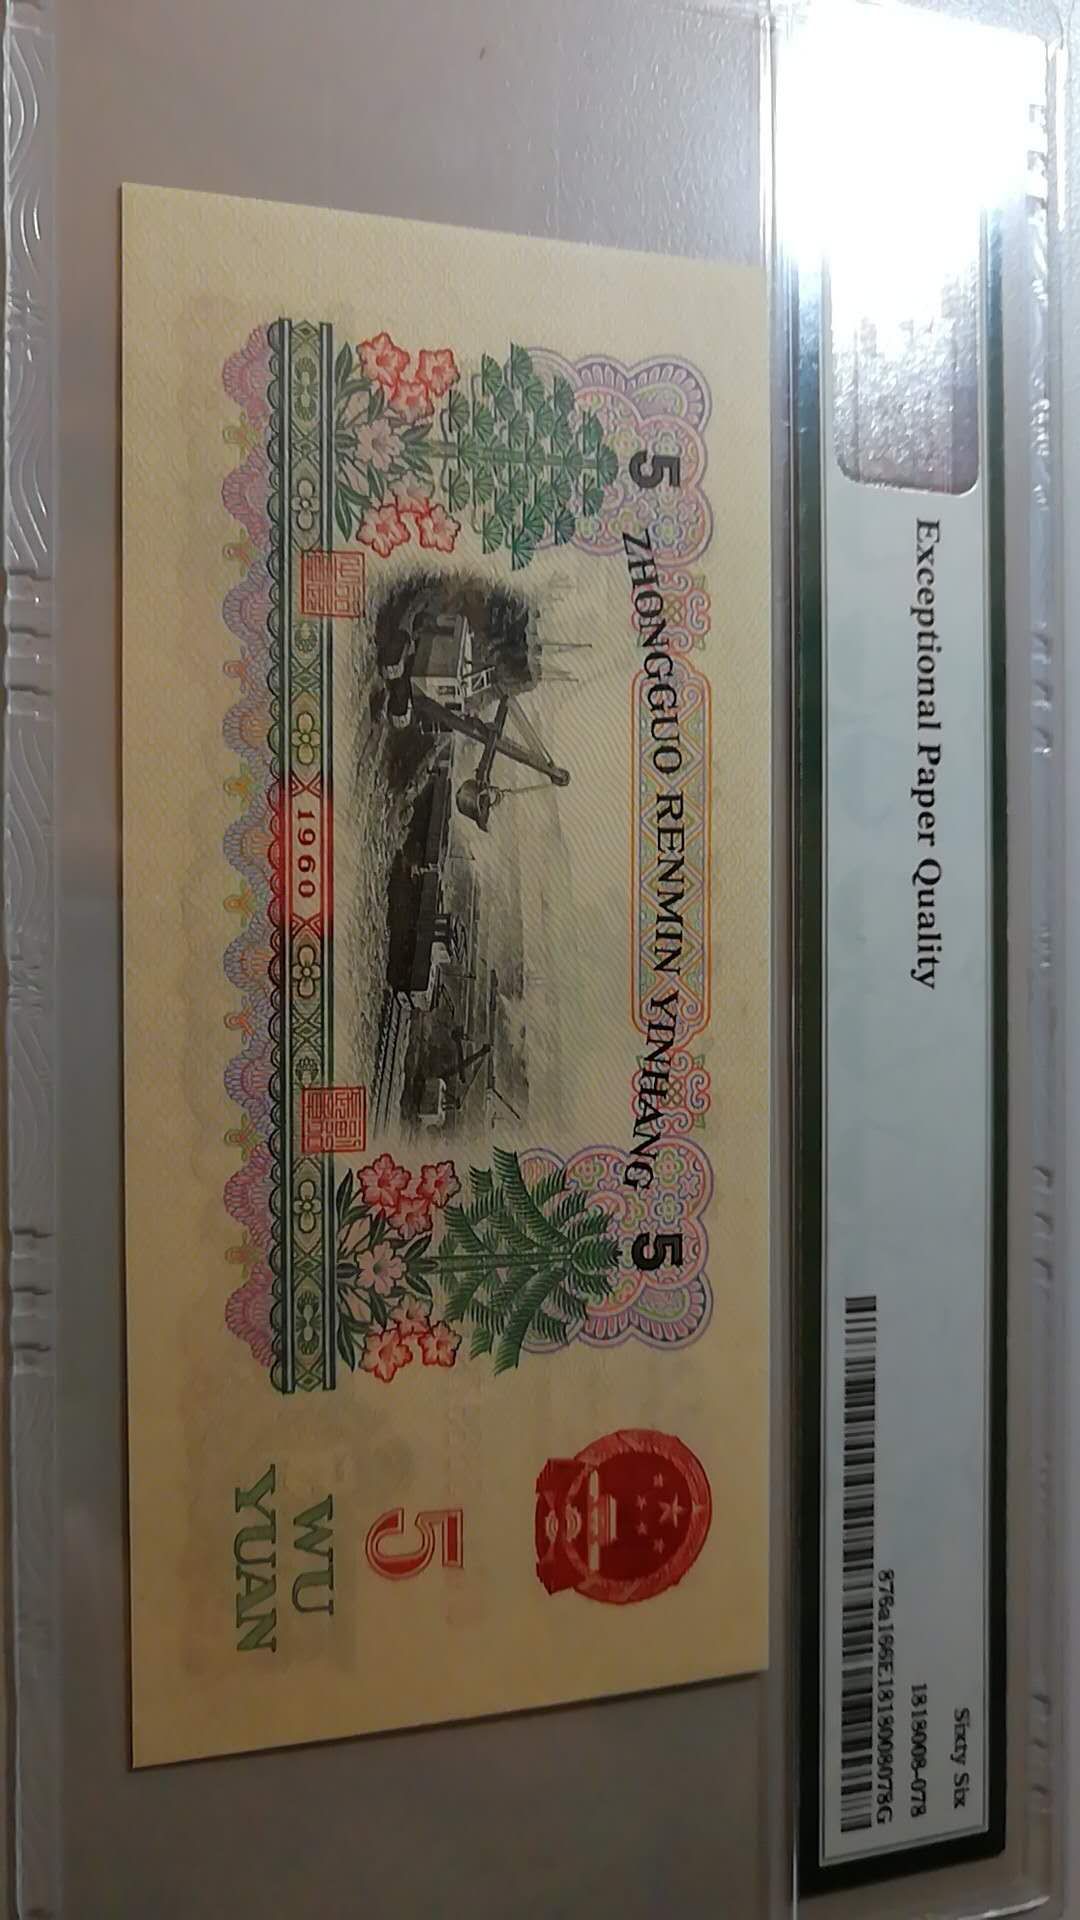 Exceptional Paper Quality
Sixty Six
1818008-078
876a166E1818008078G
5 ZHONGGUO RENMIN YINHANG 5
1960
5
WU
YUAN